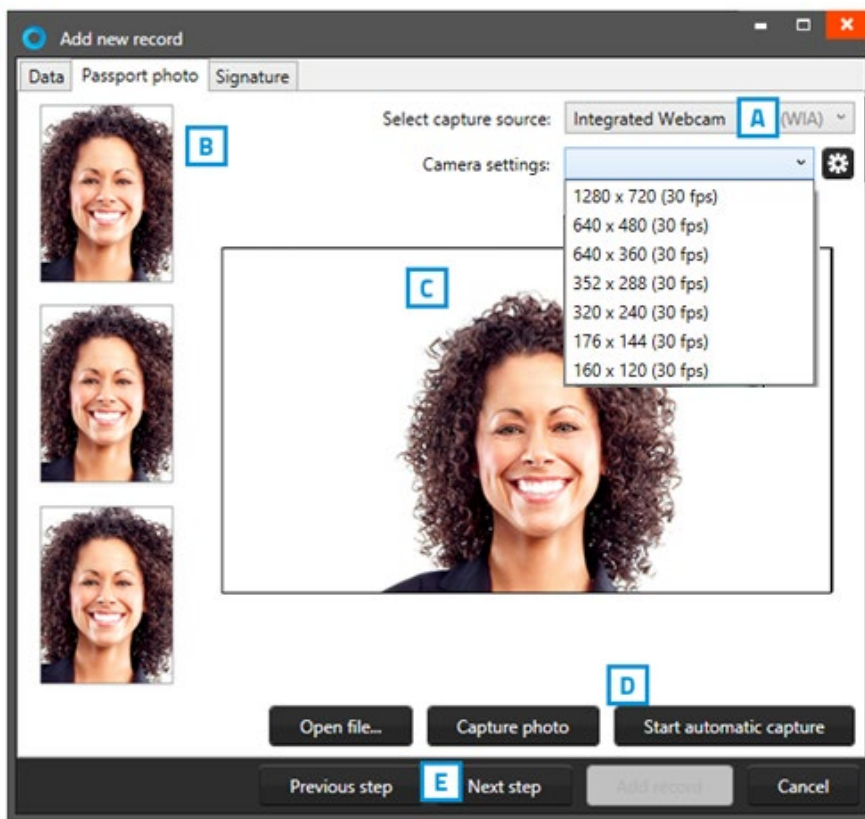 Add new record
Data Passport photo Signature
Select capture source: Integrated Webcam A (WIA)
B
Camera settings:
1280 x 720 (30 fps)
640 x 480 (30 fps)
640 x 360 (30 fps)
C
352 x 288 (30 fps)
320 x 240 (30 fps)
176 x 144 (30 fps)
160 x 120 (30 fps)
D
Open file... Capture photo Start automatic capture
Previous step E Next step Add record Cancel